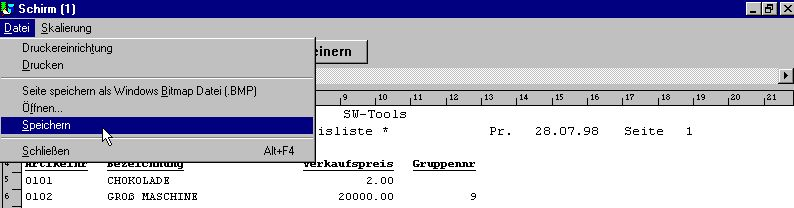 Schirm (1)
Datei Skalierung
Druckereinrichtung
Drucken
Seite speichern als Windows Bitmap Datei (.BMP)
Öffnen...
Speichern
Schließen Alt+F4
einern
9 10 11 12 13 14 15 16 17 18 19 20 21
SW-Tools
isliste * Pr. 28.07.98 Seite 1
4 Artikelnr Bezeichnung Verkaufspreis Gruppennr
5 0101 CHOKOLADE 2.00
6 0102 GROß MASCHINE 20000.00 9